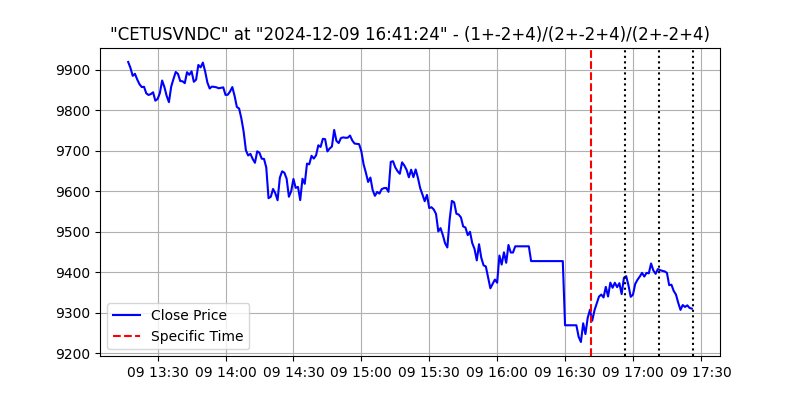 "CETUSVNDC" at "2024-12-09 16:41:24" - (1+-2+4)/(2+-2+4)/(2+-2+4)
9900
9800
9700
9600
9500
9400
9300
9200
Close Price
Specific Time
09 13:30 09 14:00 09 14:30 09 15:00 09 15:30 09 16:00 09 16:30 09 17:00 09 17:30